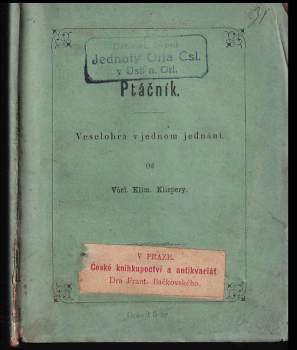 Jednoty Orla Čsl.
v Ústí n. Orl.
Ptáčník.
Veselohra v jednom jednání.
Od
Václ. Klim. Klicpery.
V PRAZE.
České knihkupectví a antikvariát
Dra Frant. Bačkovského.